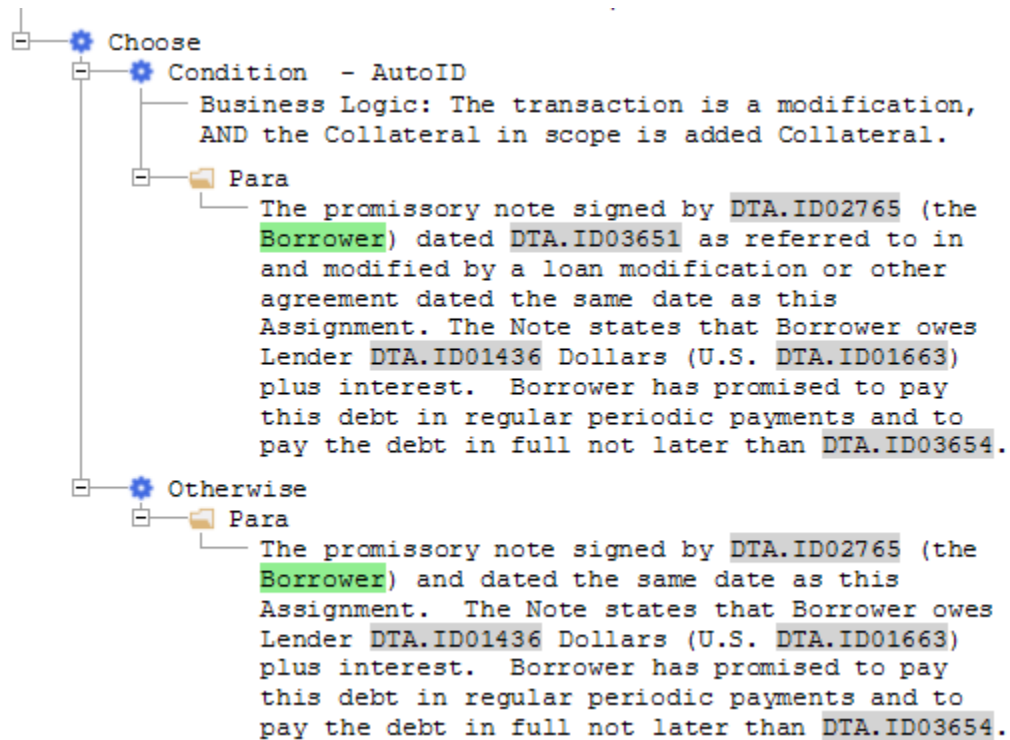 Choose
Condition - AutoID
Business Logic: The transaction is a modification,
AND the Collateral in scope is added Collateral.
Para
The promissory note signed by DTA.ID02765 (the
Borrower) dated DTA.ID03651 as referred to in
and modified by a loan modification or other
agreement dated the same date as this
Assignment. The Note states that Borrower owes
Lender DTA.ID01436 Dollars (U.S. DTA.ID01663)
plus interest.  Borrower has promised to pay
this debt in regular periodic payments and to
pay the debt in full not later than DTA.ID03654.
Otherwise
Para
The promissory note signed by DTA.ID02765 (the
Borrower) and dated the same date as this
Assignment.  The Note states that Borrower owes
Lender DTA.ID01436 Dollars (U.S. DTA.ID01663)
plus interest.  Borrower has promised to pay
this debt in regular periodic payments and to
pay the debt in full not later than DTA.ID03654.